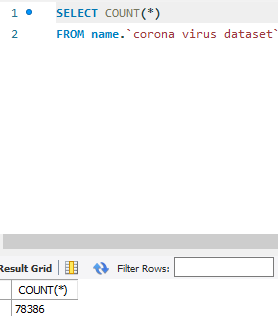 1 SELECT COUNT(*)
2 FROM name.`corona virus dataset`
Result Grid Filter Rows:
COUNT(*)
78386